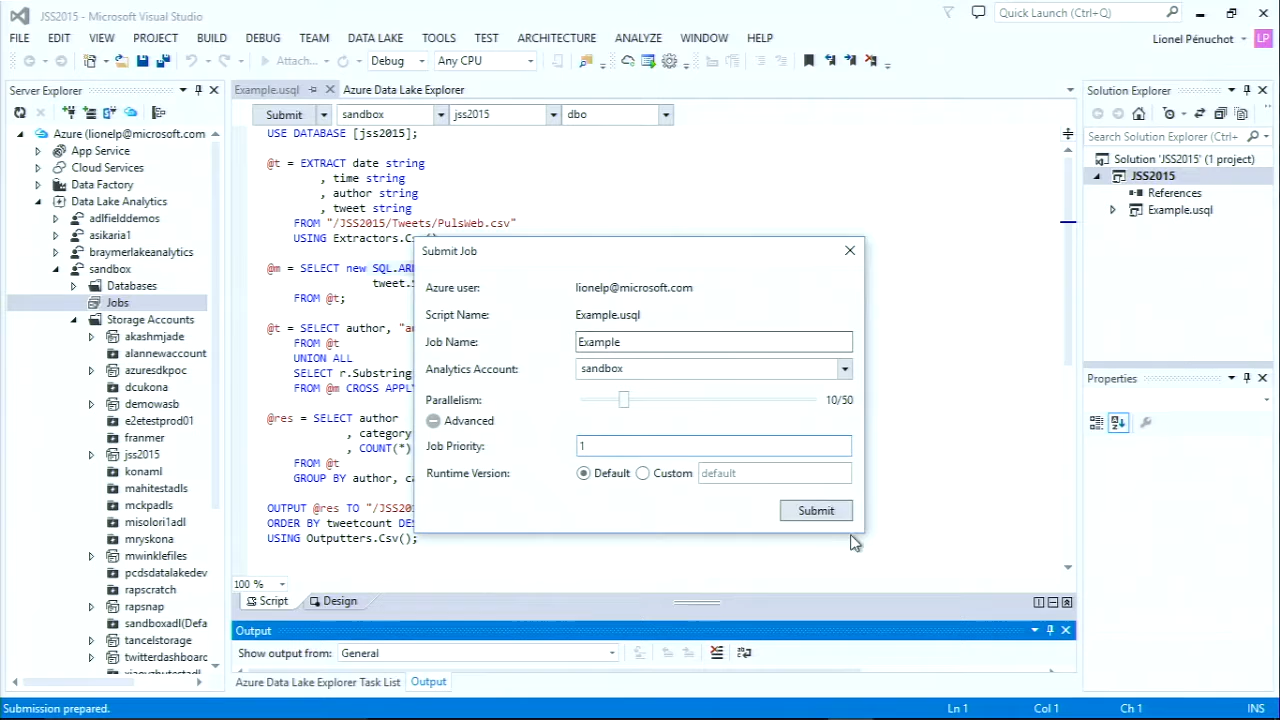 JSS2015 - Microsoft Visual Studio
Quick Launch (Ctrl+Q)
FILE EDIT VIEW PROJECT BUILD DEBUG TEAM DATA LAKE TOOLS TEST ARCHITECTURE ANALYZE WINDOW HELP
Lionel Pénuchot LP
Attach... Debug Any CPU
Server Explorer
Azure (lionelp@microsoft.com
App Service
Cloud Services
Data Factory
Data Lake Analytics
adlfielddemos
asikaria1
braymerlakeanalytics
sandbox
Databases
Jobs
Storage Accounts
akashmjade
alannewaccount
azuresdkpoc
dcukona
demowasb
e2etestprod01
franmer
jss2015
konaml
mahitestadls
mckpadls
misolori1adl
mryskona
mwinklefiles
pcdsdatalakedev
rapscratch
rapsnap
sandboxadl(Defa
tancelstorage
twitterdashboard
Example.usql
Azure Data Lake Explorer
Submit sandbox jss2015 dbo
USE DATABASE [jss2015];
@t = EXTRACT date string
, time string
, author string
, tweet string
FROM "/JSS2015/Tweets/PulsWeb.csv"
USING Extractors.Csv()
@m = SELECT new SQL.ARR
tweet.S
FROM @t;
@t = SELECT author, "au
FROM @t
UNION ALL
SELECT r.Substring
FROM @m CROSS APPLY
@res = SELECT author
, category
, COUNT(*)
FROM @t
GROUP BY author, ca
OUTPUT @res TO "/JSS20
ORDER BY tweetcount DES
USING Outputters.Csv();
100 %
Script Design
Submit Job
Azure user: lionelp@microsoft.com
Script Name: Example.usql
Job Name: Example
Analytics Account: sandbox
Parallelism: 10/50
Advanced
Job Priority: 1
Runtime Version: Default Custom default
Submit
Output
Show output from: General
Azure Data Lake Explorer Task List Output
Solution Explorer
Search Solution Explorer (Ctrl+
Solution 'JSS2015' (1 project)
JSS2015
References
Example.usql
Properties
Submission prepared.
Ln 1 Col 1 Ch 1 INS